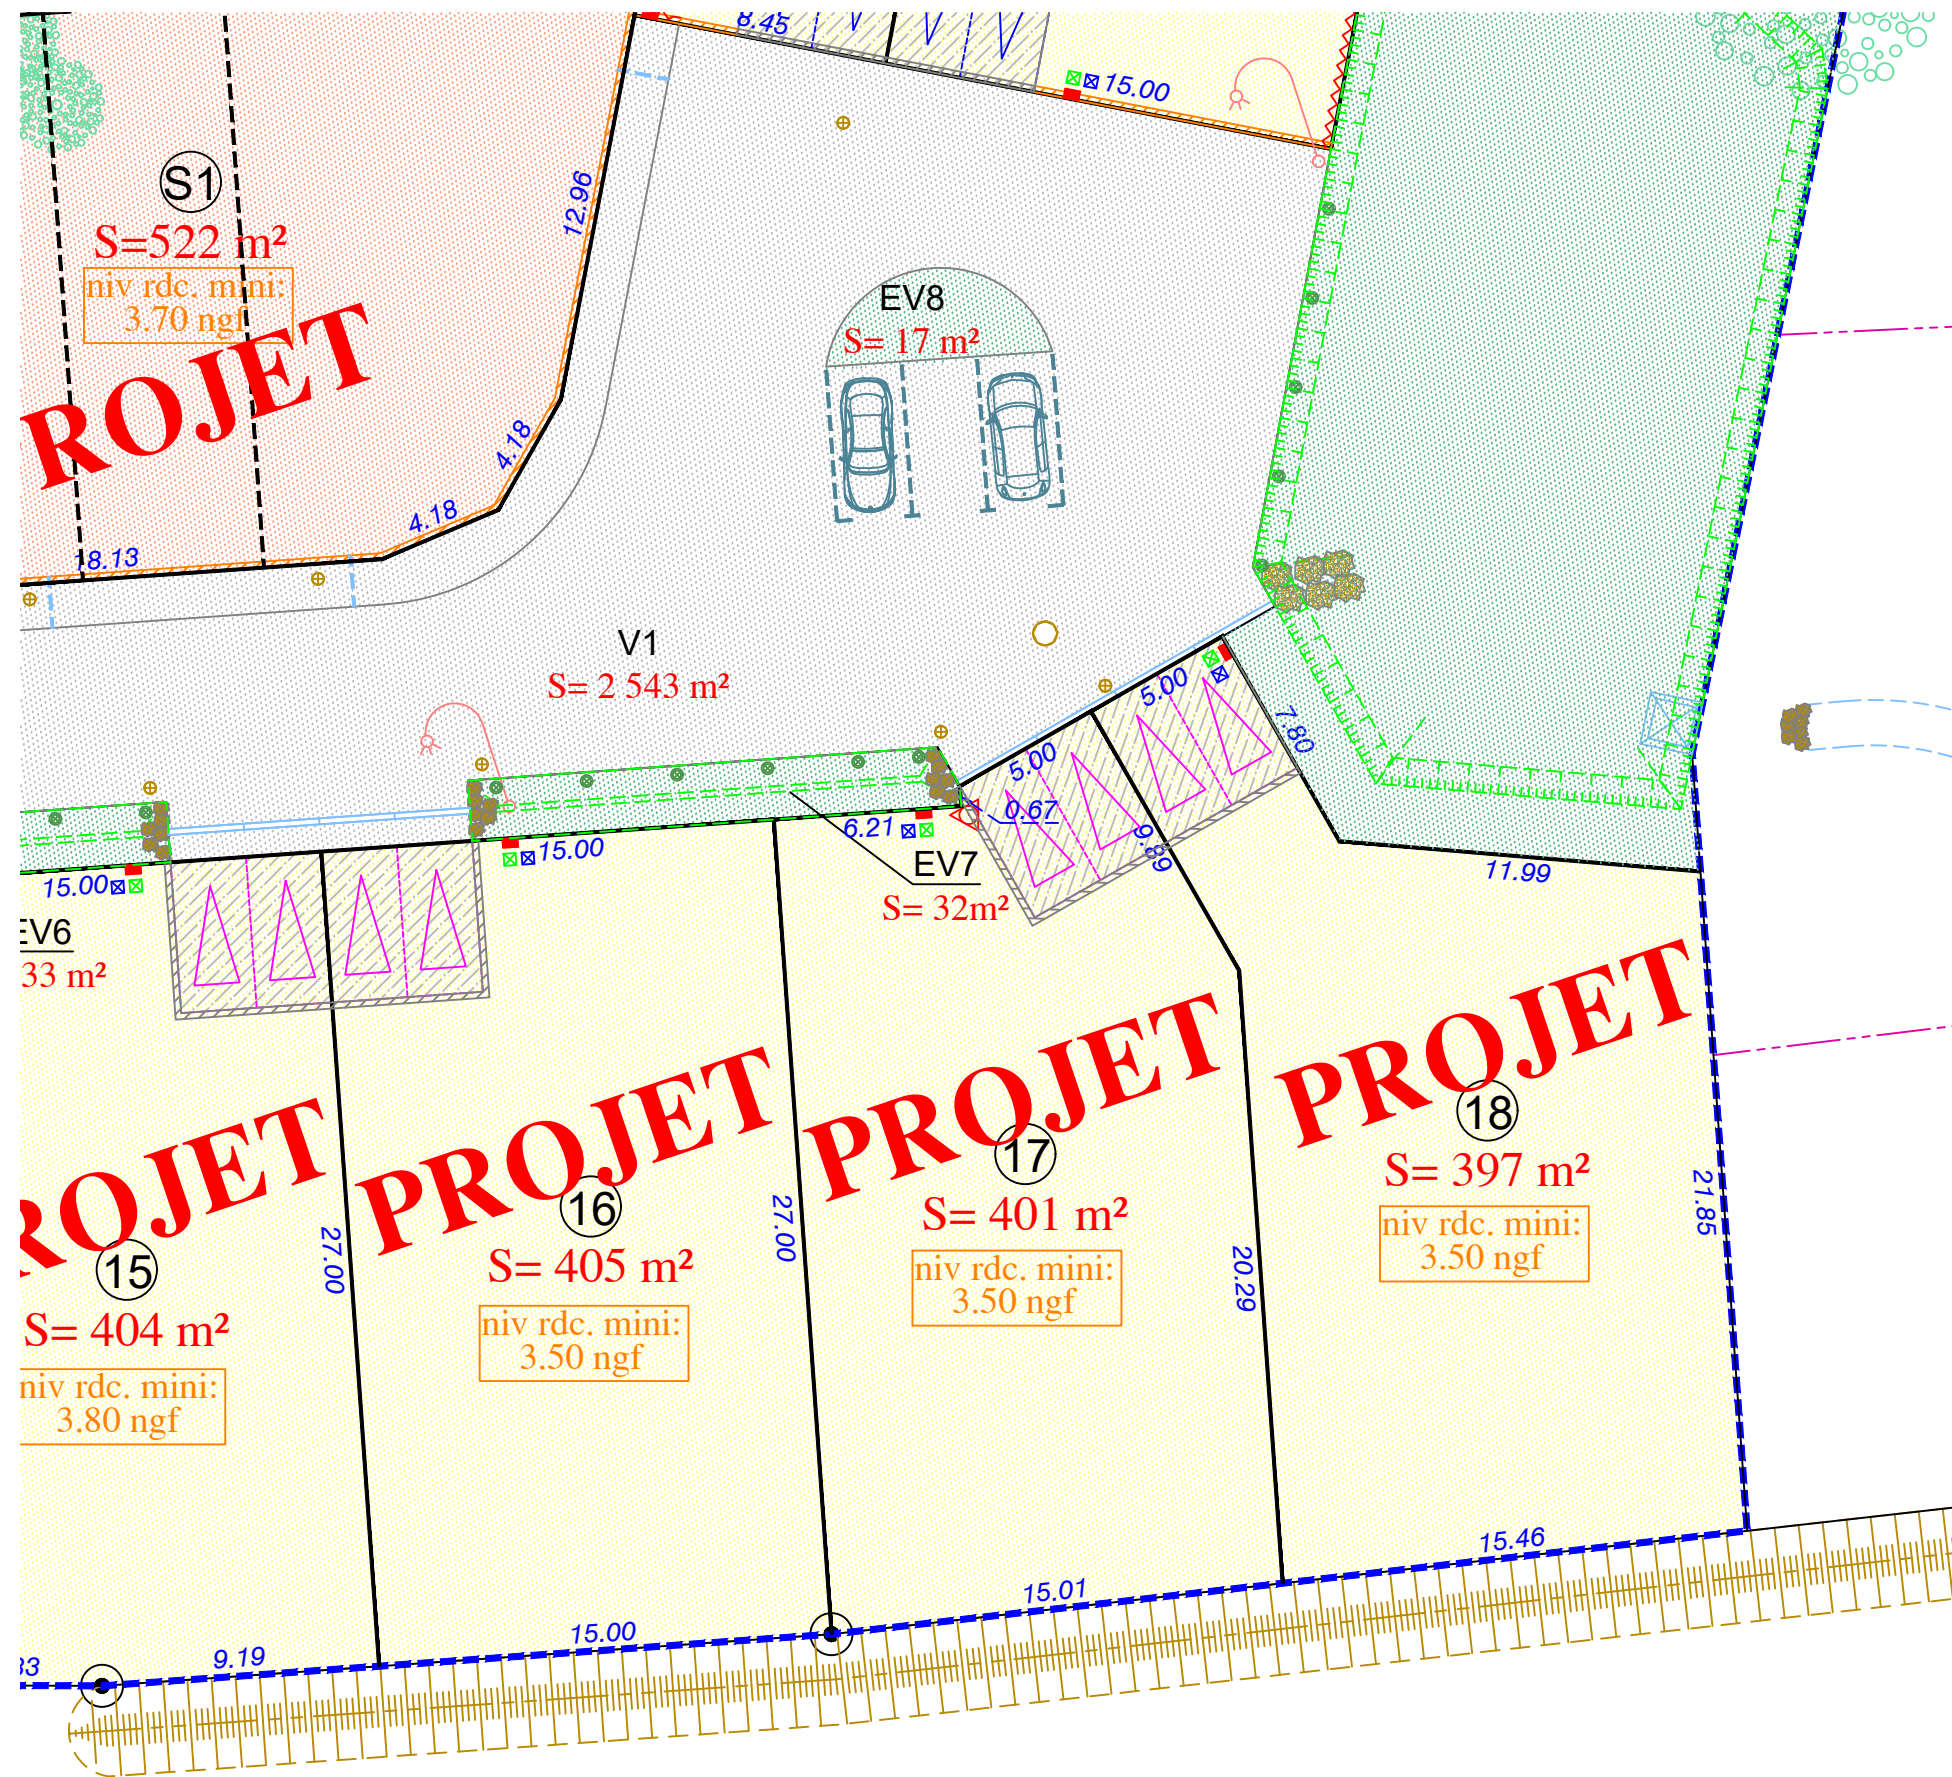 8.45
15.00
12.96
S1
S=522 m²
niv rdc. mini:
3.70 ngf
ROJET
EV8
S= 17 m²
4.18
4.18
18.13
V1
S= 2 543 m²
5.00
5.00
7.80
0.67
6.21
15.00
15.00
9.89
11.99
EV7
S= 32m²
EV6
33 m²
PROJET
18
S= 397 m²
niv rdc. mini:
3.50 ngf
PROJET
17
S= 401 m²
niv rdc. mini:
3.50 ngf
PROJET
16
S= 405 m²
niv rdc. mini:
3.50 ngf
ROJET
15
S= 404 m²
niv rdc. mini:
3.80 ngf
27.00
27.00
20.29
21.85
15.46
15.01
15.00
9.19
33